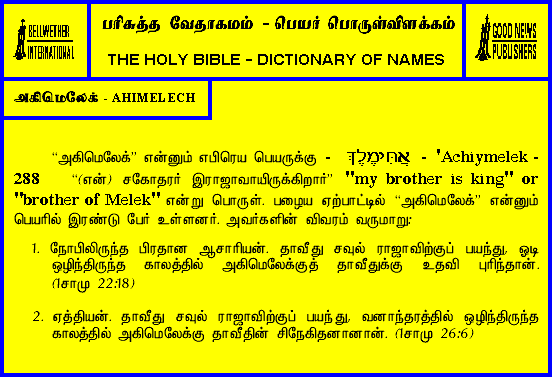 BELLWETHER
INTERNATIONAL
பரிசுத்த வேதாகமம் - பெயர் பொருள்விளக்கம்
THE HOLY BIBLE - DICTIONARY OF NAMES
GOOD NEWS
PUBLISHERS
அகிமெலேக் - AHIMELECH
“அகிமெலேக்” என்னும் எபிரெய பெயருக்கு - אֲחִימֶלֶךְ - 'Achiymelek -
288 “(என்) சகோதரர் இராஜாவாயிருக்கிறார்” "my brother is king" or
"brother of Melek" என்று பொருள். பழைய ஏற்பாட்டில் “அகிமெலேக்” என்னும்
பெயரில் இரண்டு பேர் உள்ளனர். அவர்களின் விவரம் வருமாறு:
1. நோபிலிருந்த பிரதான ஆசாரியன். தாவீது சவுல் ராஜாவிற்குப் பயந்து, ஓடி
ஒழிந்திருந்த காலத்தில் அகிமெலேக்குத் தாவீதுக்கு உதவி புரிந்தான்.
(1சாமு 22:18)
2. ஏத்தியன். தாவீது சவுல் ராஜாவிற்குப் பயந்து, வனாந்தரத்தில் ஒழிந்திருந்த
காலத்தில் அகிமெலேக்கு தாவீதின் சிநேகிதனானான். (1சாமு 26:6)